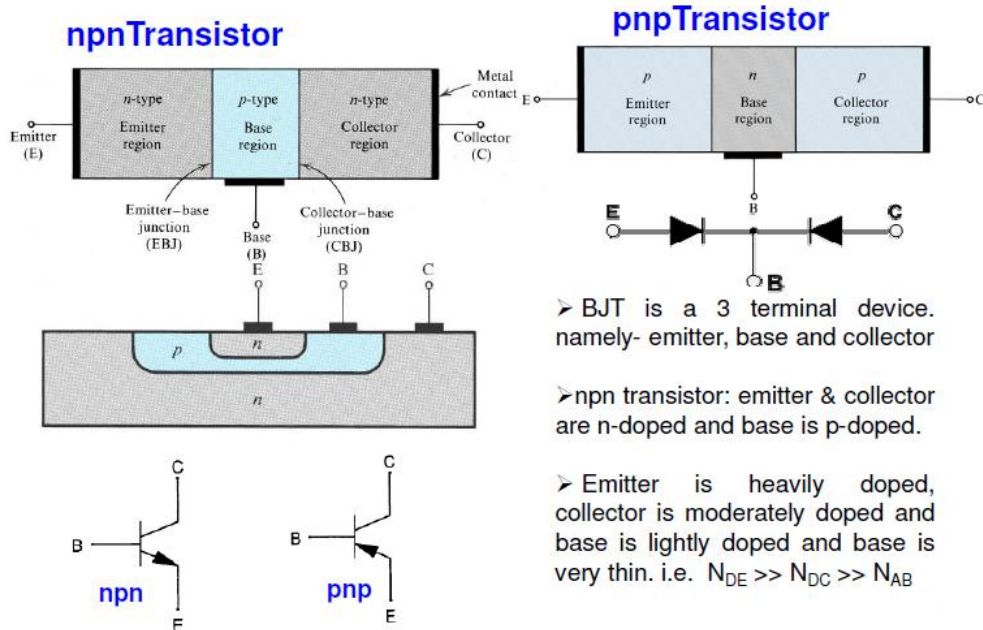 npnTransistor
n-type
Emitter
region
p-type
Base
region
n-type
Collector
region
Metal
contact
Emitter
(E)
Collector
(C)
Emitter–base
junction
(EBJ)
Base
(B)
Collector–base
junction
(CBJ)
E
B
C
p
n
n
C
B
npn
E
C
B
pnp
E
pnpTransistor
p
Emitter
region
n
Base
region
p
Collector
region
E
C
B
E
C
B
➢ BJT is a 3 terminal device.
namely- emitter, base and collector
➢npn transistor: emitter & collector
are n-doped and base is p-doped.
➢ Emitter is heavily doped,
collector is moderately doped and
base is lightly doped and base is
very thin. i.e. N_DE >> N_DC >> N_AB